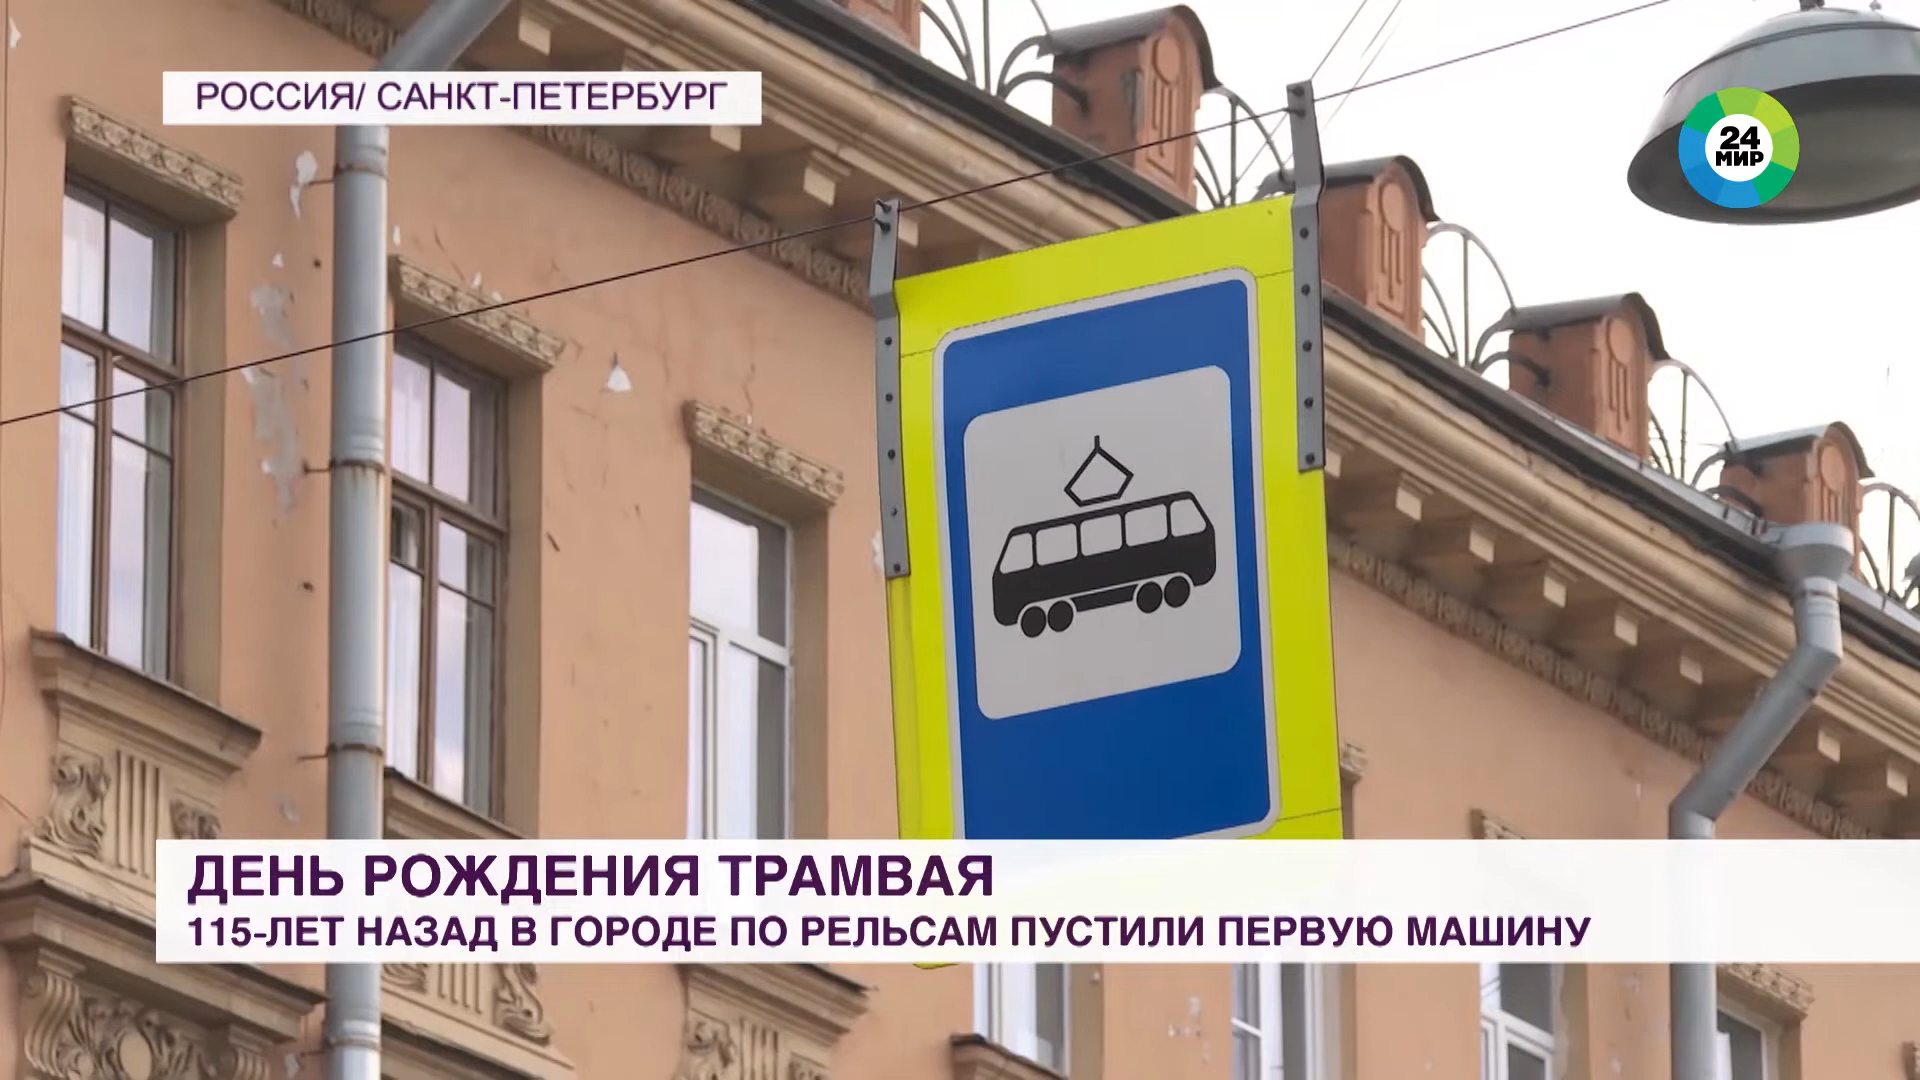 РОССИЯ/ САНКТ-ПЕТЕРБУРГ
24
МИР
ДЕНЬ РОЖДЕНИЯ ТРАМВАЯ
115-ЛЕТ НАЗАД В ГОРОДЕ ПО РЕЛЬСАМ ПУСТИЛИ ПЕРВУЮ МАШИНУ